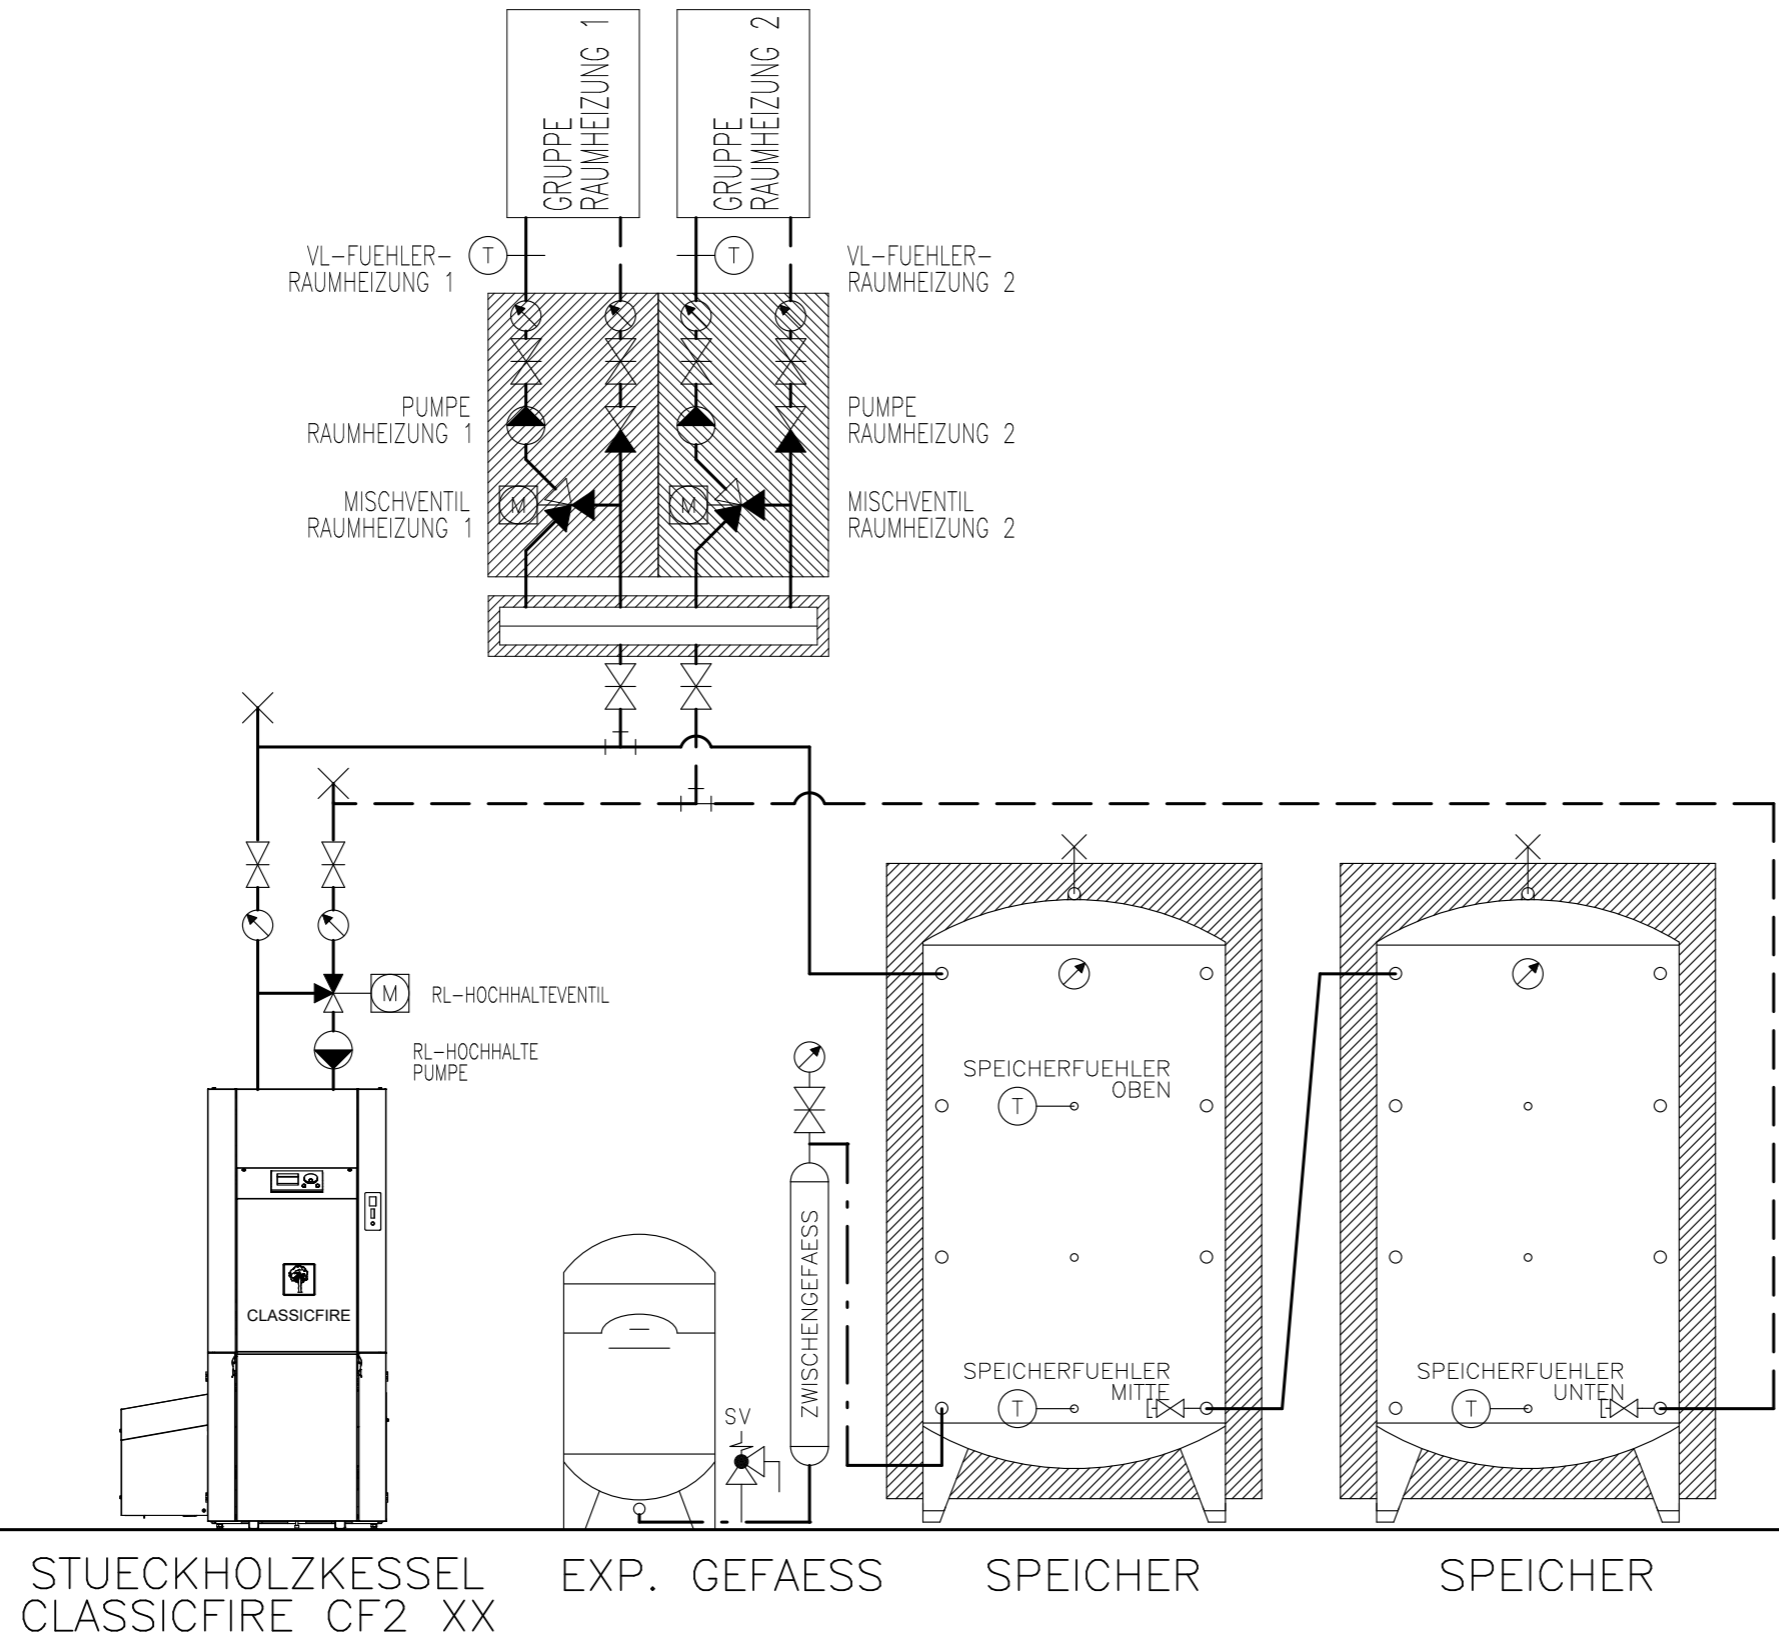 GRUPPE
RAUMHEIZUNG 1
GRUPPE
RAUMHEIZUNG 2
VL-FUEHLER-
RAUMHEIZUNG 1
T
T
VL-FUEHLER-
RAUMHEIZUNG 2
PUMPE
RAUMHEIZUNG 1
PUMPE
RAUMHEIZUNG 2
MISCHVENTIL
RAUMHEIZUNG 1
M
M
MISCHVENTIL
RAUMHEIZUNG 2
M
RL-HOCHHALTEVENTIL
RL-HOCHHALTE
PUMPE
SPEICHERFUEHLER
OBEN
T
CLASSICFIRE
ZWISCHENGEFAESS
SV
SPEICHERFUEHLER
MITTE
T
SPEICHERFUEHLER
UNTEN
T
STUECKHOLZKESSEL
CLASSICFIRE CF2 XX
EXP. GEFAESS
SPEICHER
SPEICHER